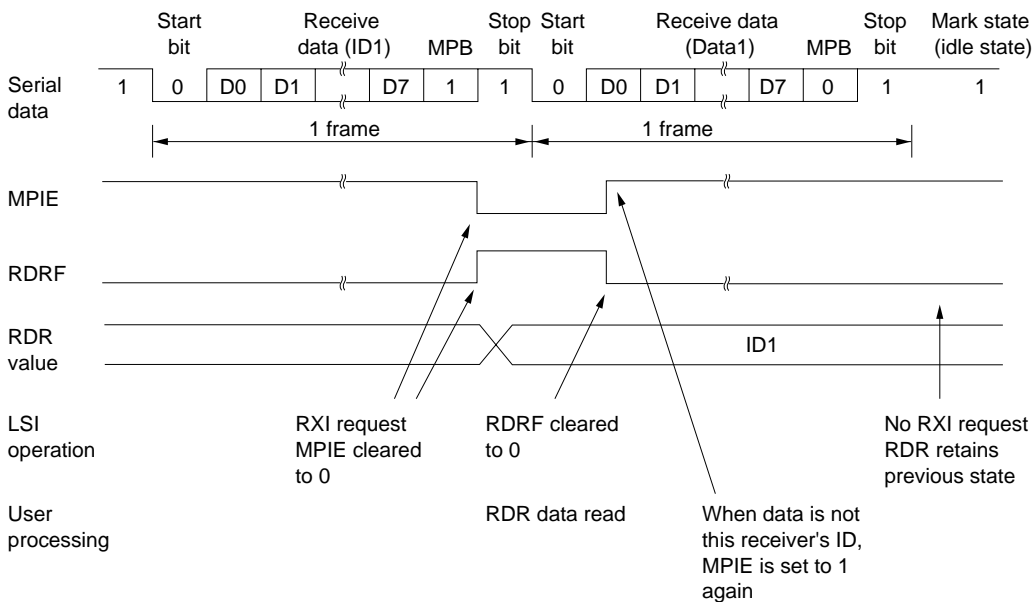 Start bit
Receive data (ID1)
MPB
Stop bit
Start bit
Receive data (Data1)
MPB
Stop bit
Mark state (idle state)
Serial data
1 0 D0 D1 D7 1 1 0 D0 D1 D7 0 1 1
1 frame
1 frame
MPIE
RDRF
RDR value
ID1
LSI operation
RXI request
MPIE cleared
to 0
RDRF cleared
to 0
No RXI request
RDR retains
previous state
User processing
RDR data read
When data is not
this receiver's ID,
MPIE is set to 1
again